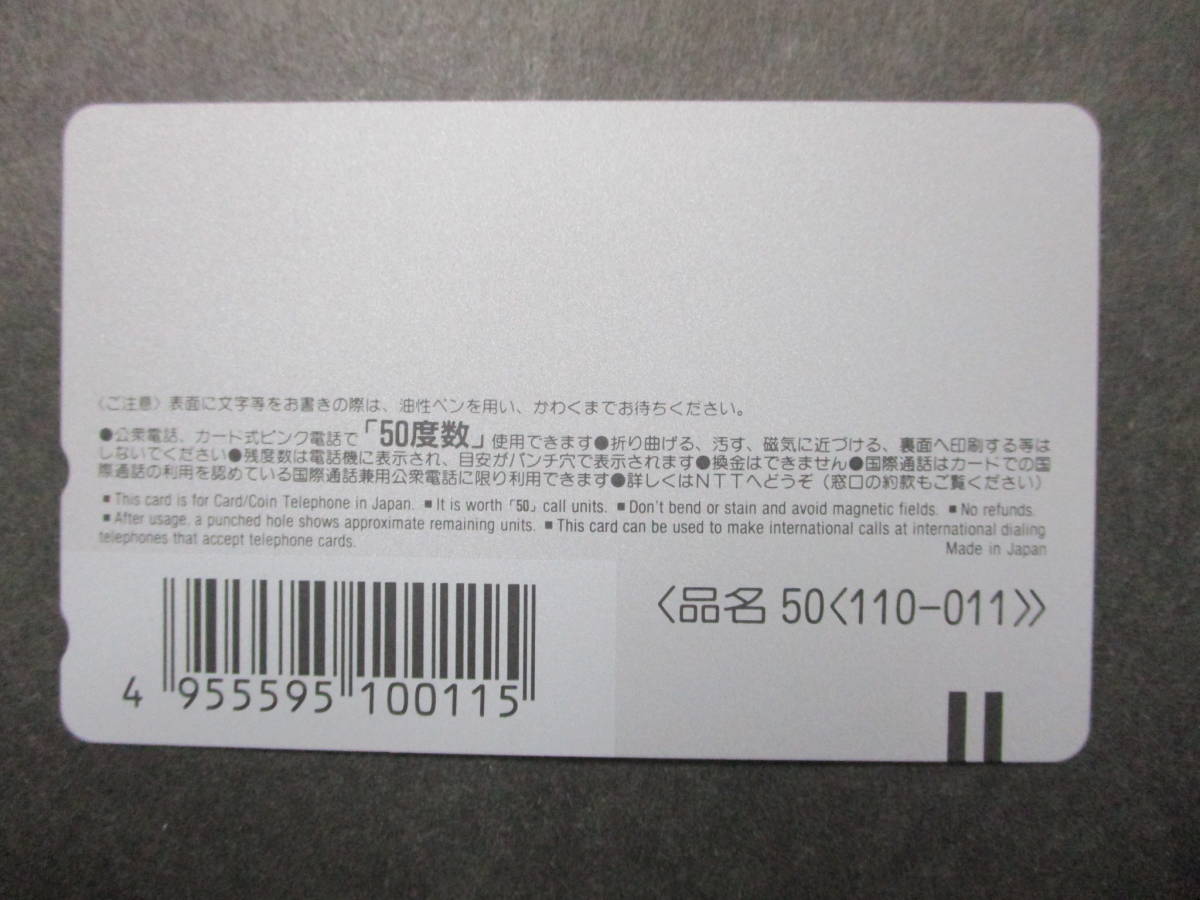 〈ご注意〉表面に文字等をお書きの際は、油性ペンを用い、かわくまでお待ちください。
●公衆電話、カード式ピンク電話で「50度数」使用できます●折り曲げる、汚す、磁気に近づける、裏面へ印刷する等は
しないでください●残度数は電話機に表示され、目安がパンチ穴で表示されます●換金はできません●国際通話はカードでの国
際通話の利用を認めている国際通話兼用公衆電話に限り利用できます●詳しくはNTTへどうぞ（窓口の約款もご覧ください）
■This card is for Card/Coin Telephone in Japan. ■It is worth「50」call units. ■Don't bend or stain and avoid magnetic fields. ■No refunds.
■After usage, a punched hole shows approximate remaining units. ■This card can be used to make international calls at international dialing
telephones that accept telephone cards.
Made in Japan
〈品名 50〈110-011〉〉
4 955595 100115